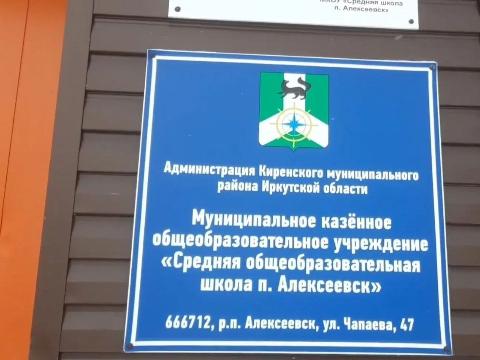 МКОУ «Средняя школа
п. Алексеевск»
Администрация Киренского муниципального
района Иркутской области
Муниципальное казённое
общеобразовательное учреждение
«Средняя общеобразовательная
школа п. Алексеевск»
666712, р.п. Алексеевск, ул. Чапаева, 47